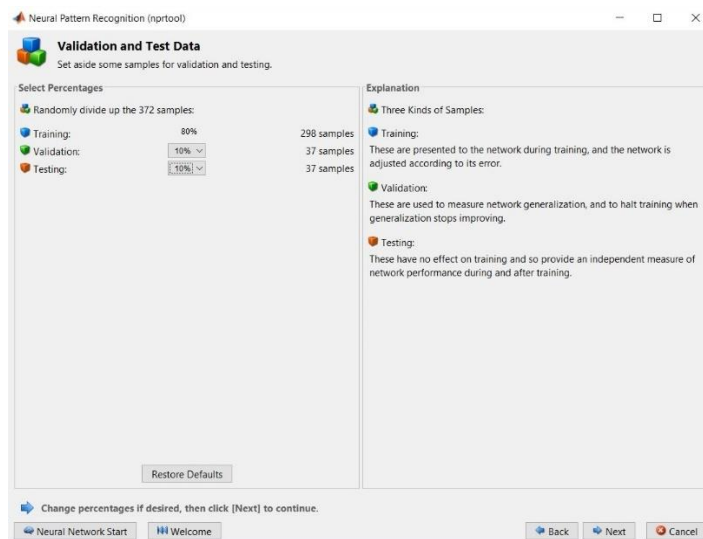 Neural Pattern Recognition (nprtool)
Validation and Test Data
Set aside some samples for validation and testing.
Select Percentages
Randomly divide up the 372 samples:
Training: 80% 298 samples
Validation: 10% 37 samples
Testing: 10% 37 samples
Restore Defaults
Explanation
Three Kinds of Samples:
Training:
These are presented to the network during training, and the network is
adjusted according to its error.
Validation:
These are used to measure network generalization, and to halt training when
generalization stops improving.
Testing:
These have no effect on training and so provide an independent measure of
network performance during and after training.
Change percentages if desired, then click [Next] to continue.
Neural Network Start Welcome Back Next Cancel